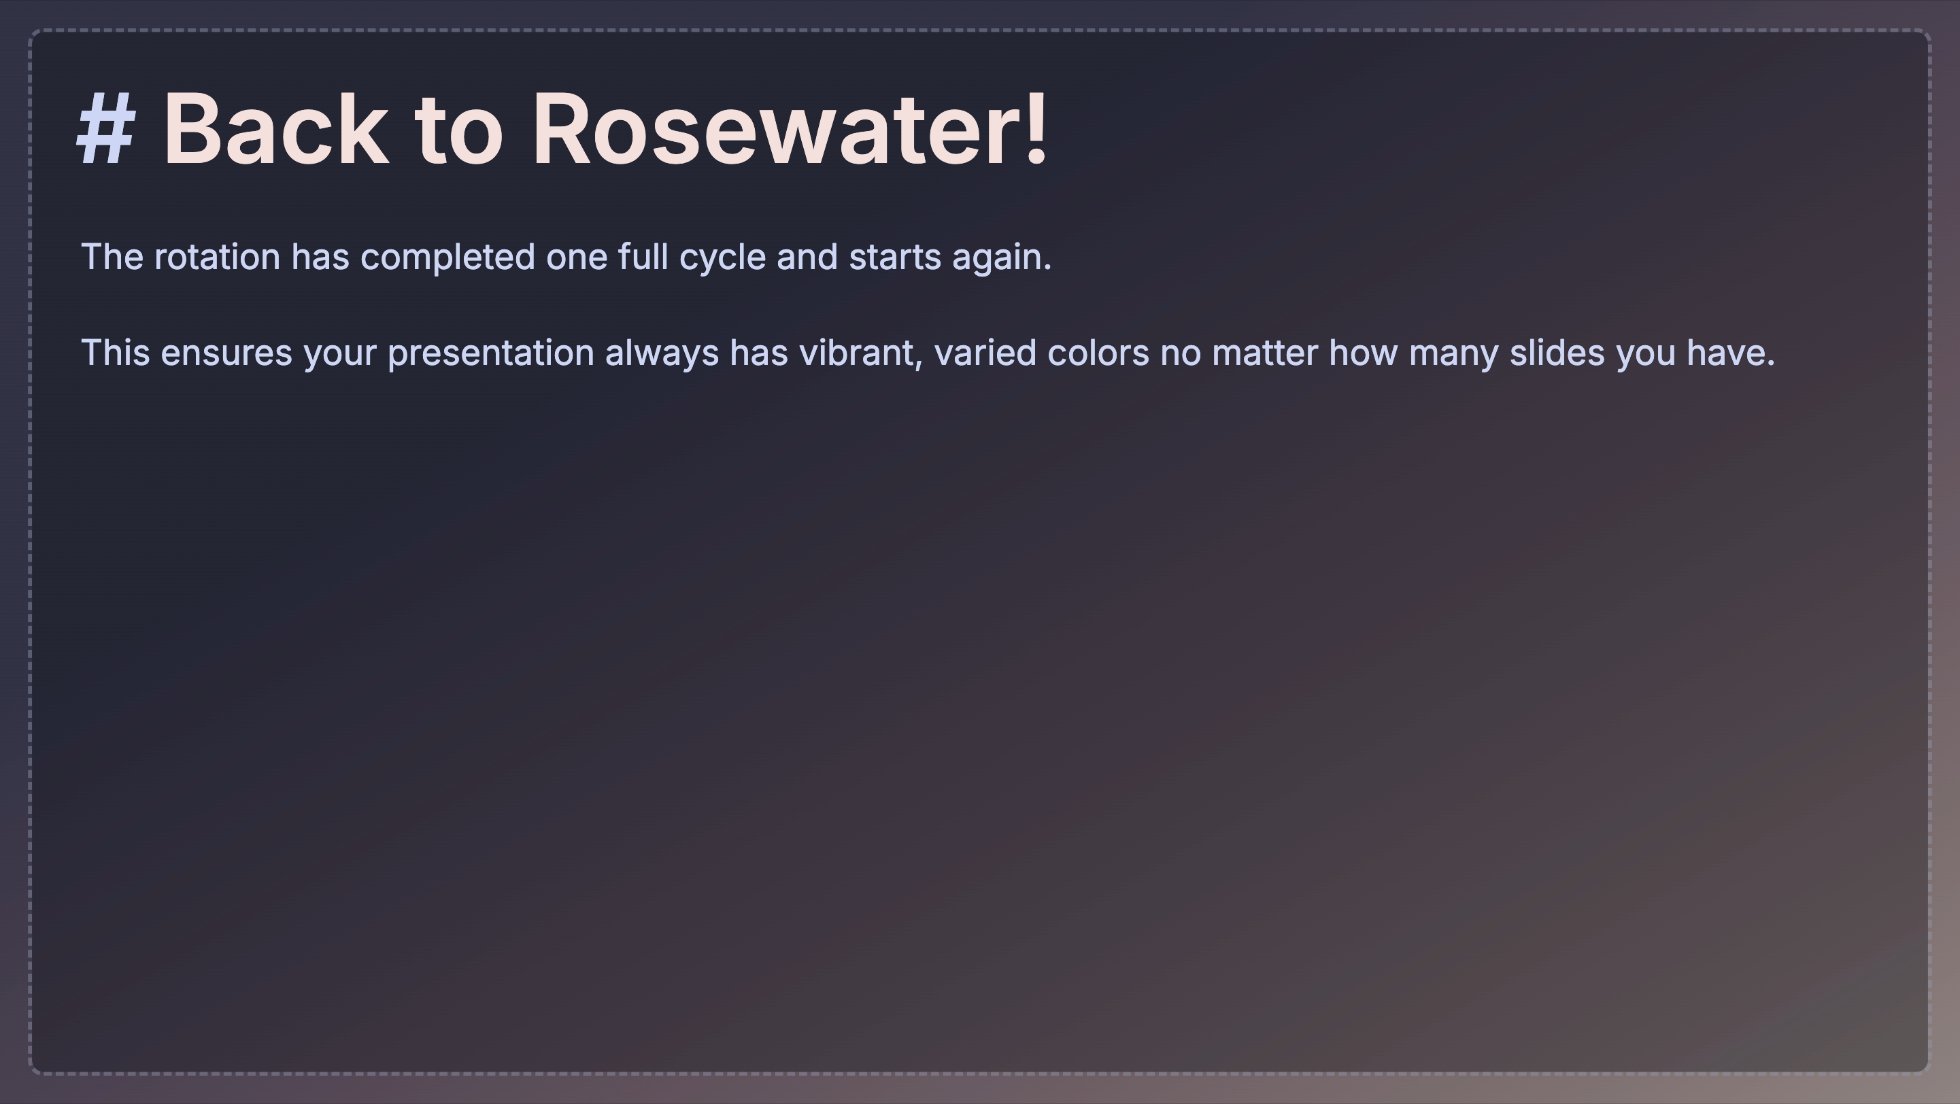 # Back to Rosewater!
The rotation has completed one full cycle and starts again.
This ensures your presentation always has vibrant, varied colors no matter how many slides you have.